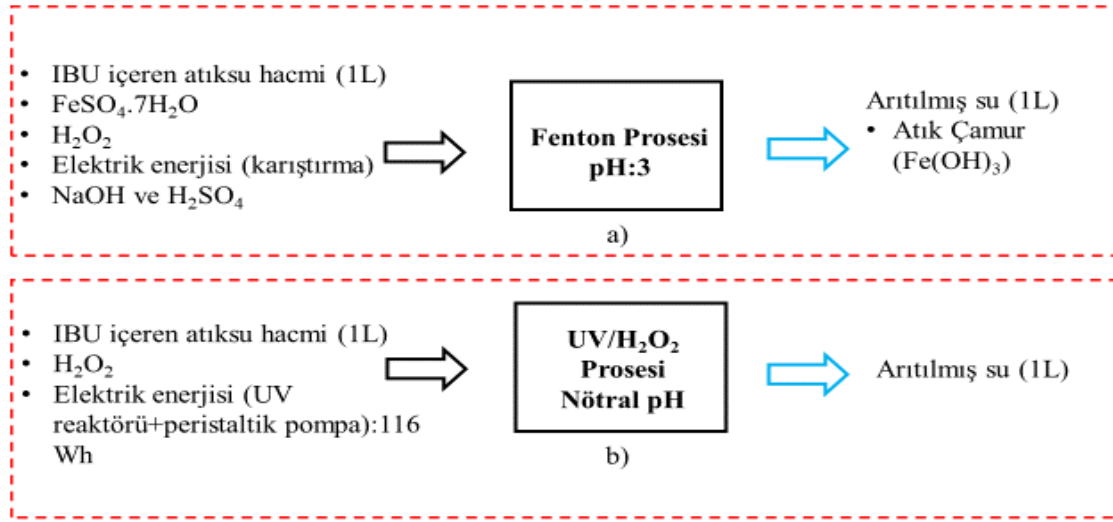 • IBU içeren atıksu hacmi (1L)
• FeSO₄.7H₂O
• H₂O₂
• Elektrik enerjisi (karıştırma)
• NaOH ve H₂SO₄
Fenton Prosesi
pH:3
a)
Arıtılmış su (1L)
• Atık Çamur
(Fe(OH)₃)
• IBU içeren atıksu hacmi (1L)
• H₂O₂
• Elektrik enerjisi (UV
reaktörü+peristaltik pompa):116
Wh
UV/H₂O₂
Prosesi
Nötral pH
b)
Arıtılmış su (1L)